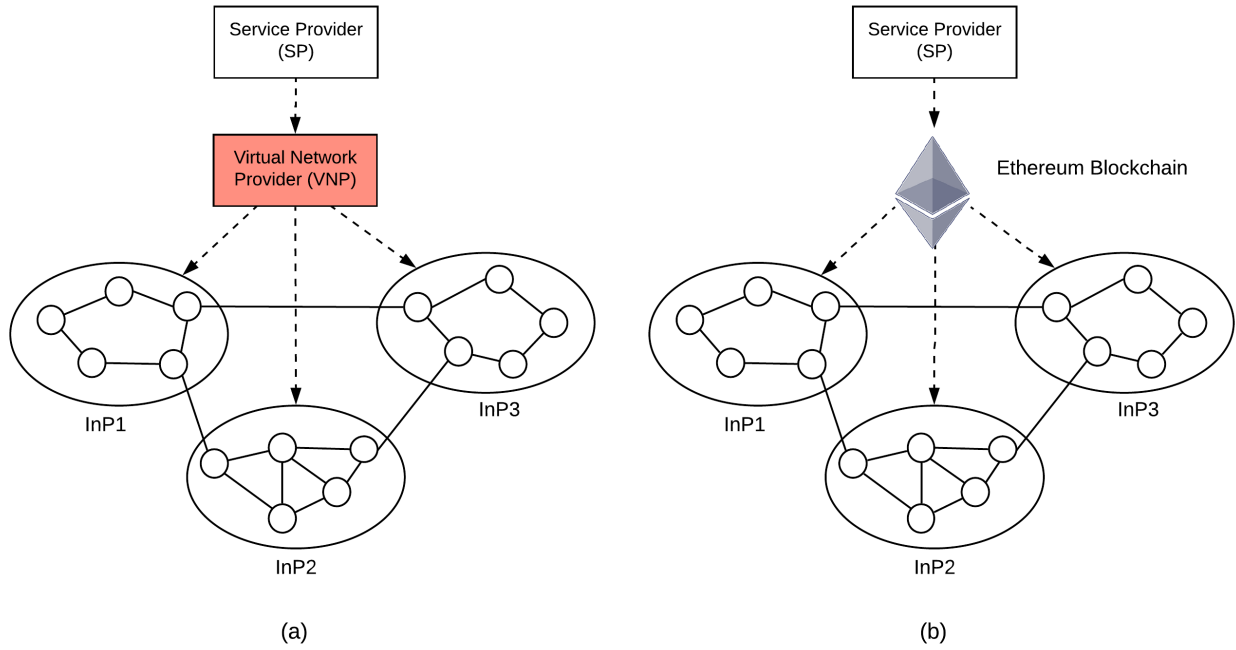 Service Provider
(SP)
Virtual Network
Provider (VNP)
InP1
InP3
InP2
(a)
Service Provider
(SP)
Ethereum Blockchain
InP1
InP3
InP2
(b)